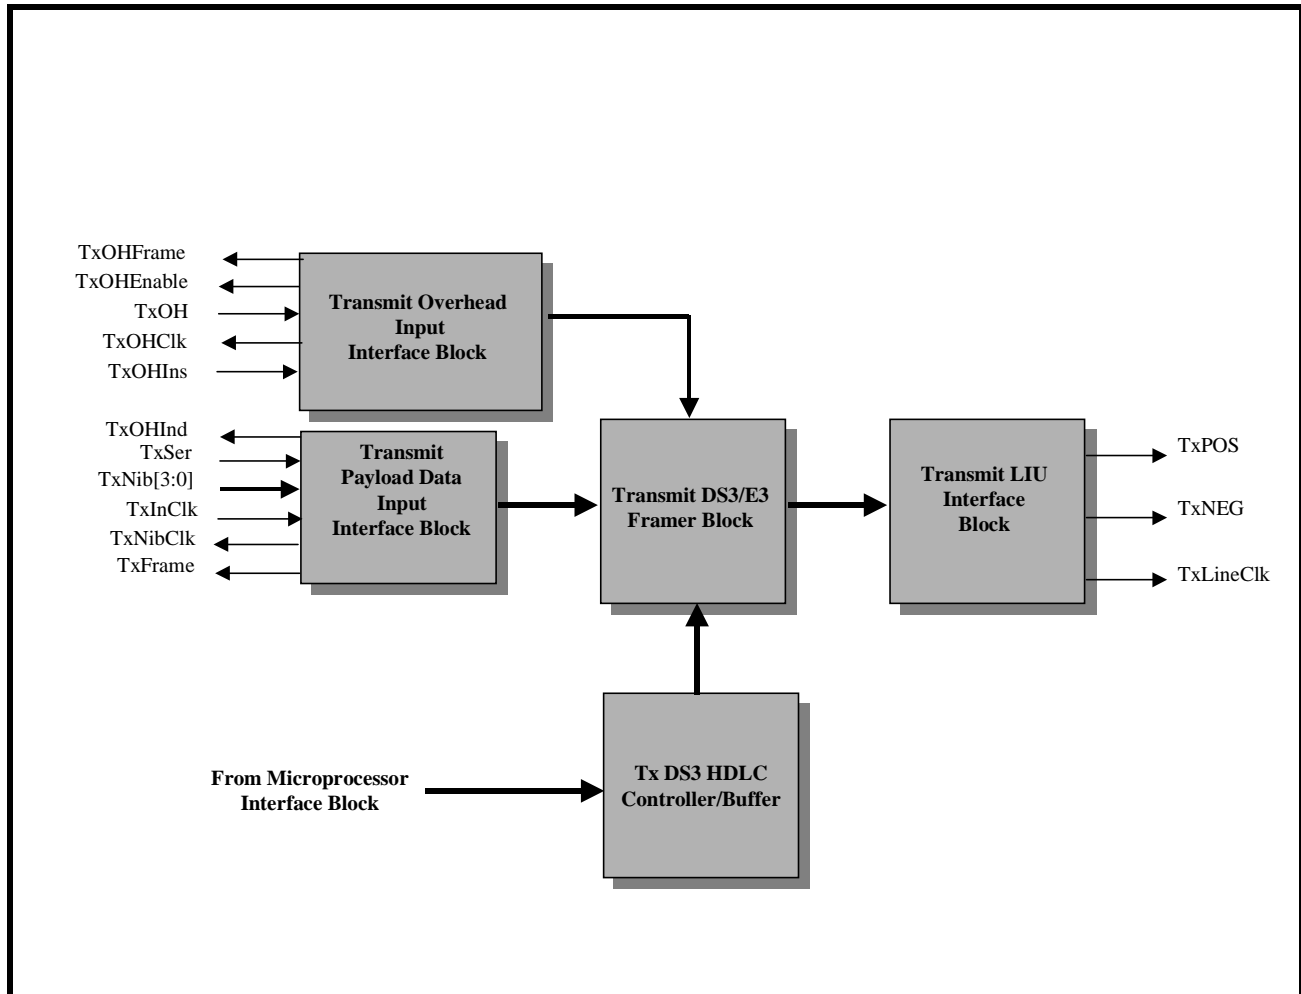 TxOHFrame
TxOHEnable
TxOH
TxOHClk
TxOHIns
Transmit Overhead
Input
Interface Block
TxOHInd
TxSer
TxNib[3:0]
TxInClk
TxNibClk
TxFrame
Transmit
Payload Data
Input
Interface Block
Transmit DS3/E3
Framer Block
Transmit LIU
Interface
Block
TxPOS
TxNEG
TxLineClk
From Microprocessor
Interface Block
Tx DS3 HDLC
Controller/Buffer